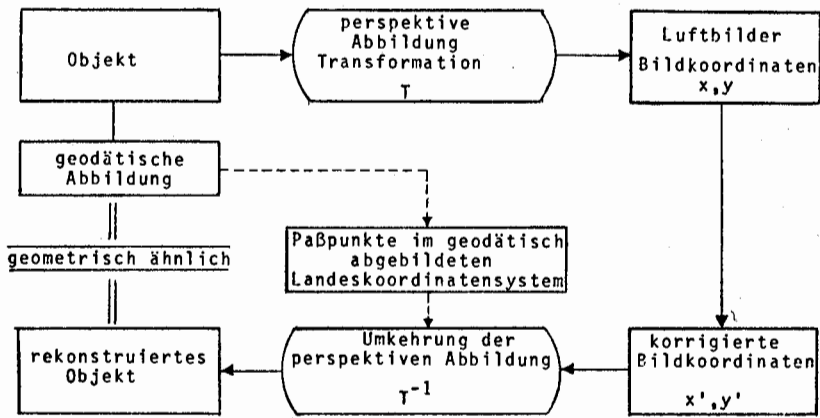 Objekt
perspektive
Abbildung
Transformation
T
Luftbilder
Bildkoordinaten
x,y
geodätische
Abbildung
geometrisch ähnlich
Paßpunkte im geodätisch
abgebildeten
Landeskoordinatensystem
rekonstruiertes
Objekt
Umkehrung der
perspektiven Abbildung
T⁻¹
korrigierte
Bildkoordinaten
x',y'